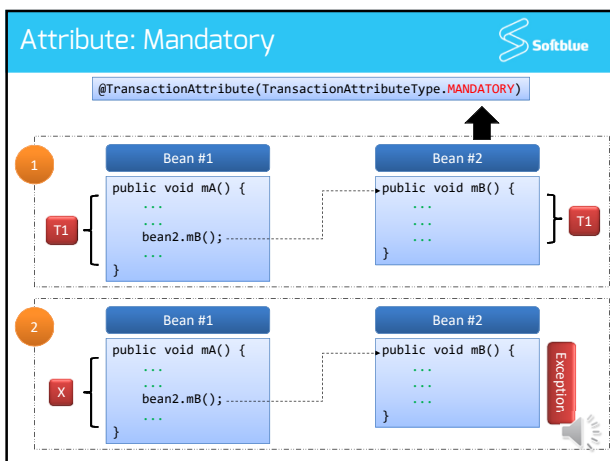 Attribute: Mandatory
Softblue
@TransactionAttribute(TransactionAttributeType.MANDATORY)
1
Bean #1
Bean #2
public void mA() {
...
...
bean2.mB();
...
}
T1
public void mB() {
...
...
...
}
T1
2
Bean #1
Bean #2
public void mA() {
...
...
bean2.mB();
...
}
X
public void mB() {
...
...
...
}
Exception